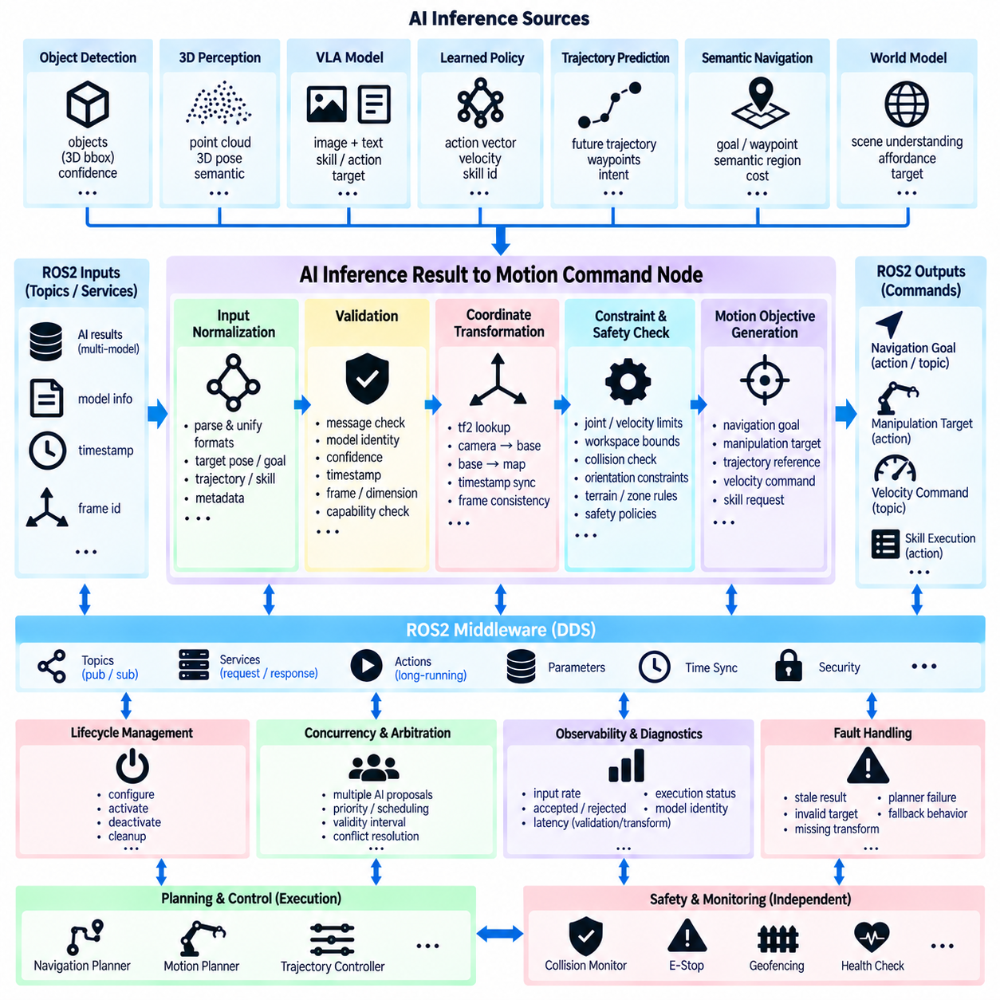 AI Inference Sources
Object Detection
objects
(3D bbox)
confidence
...
3D Perception
point cloud
3D pose
semantic
...
VLA Model
image + text
skill / action
target
...
Learned Policy
action vector
velocity
skill id
...
Trajectory Prediction
future trajectory
waypoints
intent
...
Semantic Navigation
goal / waypoint
semantic region
cost
...
World Model
scene understanding
affordance
target
...
ROS2 Inputs
(Topics / Services)
AI results
(multi-model)
model info
timestamp
frame id
...
AI Inference Result to Motion Command Node
Input
Normalization
• parse & unify
formats
• target pose / goal
• trajectory / skill
• metadata
...
Validation
• message check
• model identity
• confidence
• timestamp
• frame / dimension
• capability check
...
Coordinate
Transformation
• tf2 lookup
• camera → base
• base → map
• timestamp sync
• frame consistency
...
Constraint &
Safety Check
• joint / velocity limits
• workspace bounds
• collision check
• orientation constraints
• terrain / zone rules
• safety policies
...
Motion Objective
Generation
• navigation goal
• manipulation target
• trajectory reference
• velocity command
• skill request
...
ROS2 Outputs
(Commands)
Navigation Goal
(action / topic)
Manipulation Target
(action)
Velocity Command
(topic)
Skill Execution
(action)
...
ROS2 Middleware (DDS)
Topics
(pub / sub)
Services
(request / response)
Actions
(long-running)
Parameters
Time Sync
Security
...
Lifecycle Management
• configure
• activate
• deactivate
• cleanup
...
Concurrency & Arbitration
• multiple AI proposals
• priority / scheduling
• validity interval
• conflict resolution
...
Observability & Diagnostics
• input rate
• accepted / rejected
• latency (validation/transform)
• execution status
• model identity
...
Fault Handling
• stale result
• invalid target
• missing transform
• planner failure
• fallback behavior
...
Planning & Control (Execution)
Navigation Planner
Motion Planner
Trajectory Controller
...
Safety & Monitoring (Independent)
Collision Monitor
E-Stop
Geofencing
Health Check
...